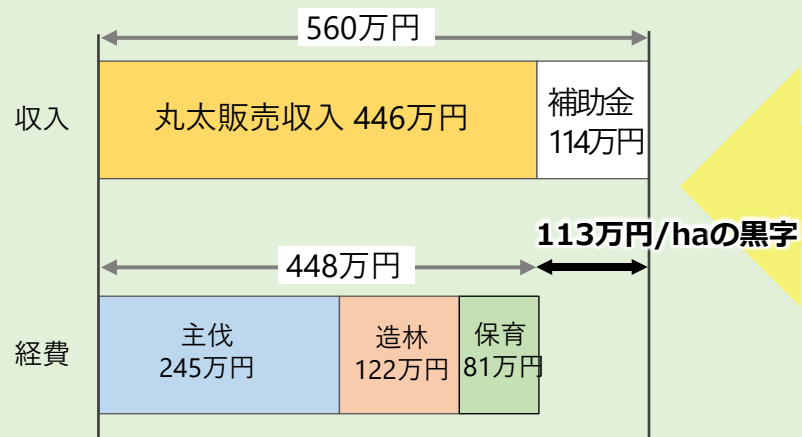 560万円
収入
丸太販売収入 446万円
補助金
114万円
113万円/haの黒字
448万円
経費
主伐
245万円
造林
122万円
保育
81万円